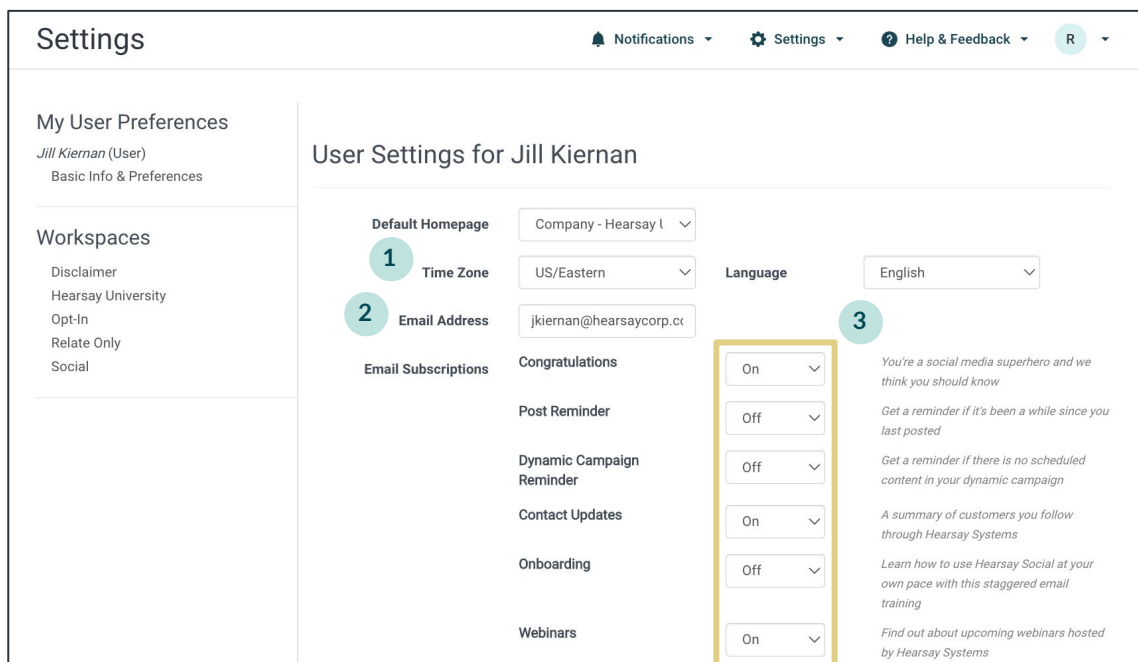 Settings
Notifications
Settings
Help & Feedback
R
My User Preferences
Jill Kiernan (User)
Basic Info & Preferences
Workspaces
Disclaimer
Hearsay University
Opt-In
Relate Only
Social
User Settings for Jill Kiernan
Default Homepage Company - Hearsay
1
Time Zone US/Eastern Language English
2
Email Address jkiernan@hearsaycorp.cc
3
Email Subscriptions Congratulations On You're a social media superhero and we
think you should know
Post Reminder Off Get a reminder if it's been a while since you
last posted
Dynamic Campaign Off Get a reminder if there is no scheduled
Reminder content in your dynamic campaign
Contact Updates On A summary of customers you follow
through Hearsay Systems
Onboarding Off Learn how to use Hearsay Social at your
own pace with this staggered email
training
Webinars On Find out about upcoming webinars hosted
by Hearsay Systems